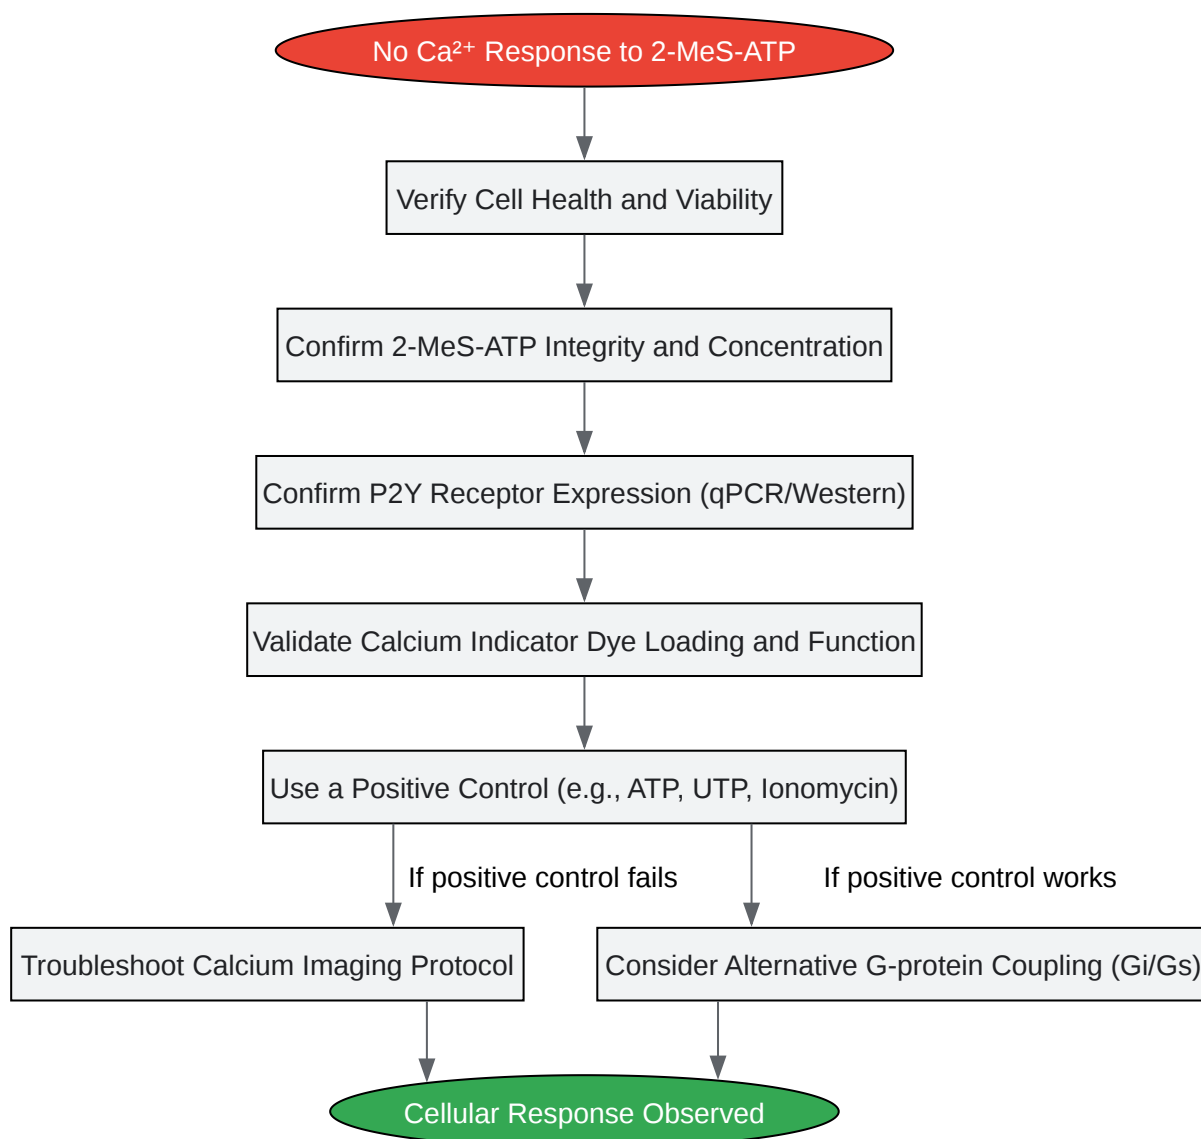 No Ca²⁺ Response to 2-MeS-ATP
Verify Cell Health and Viability
Confirm 2-MeS-ATP Integrity and Concentration
Confirm P2Y Receptor Expression (qPCR/Western)
Validate Calcium Indicator Dye Loading and Function
Use a Positive Control (e.g., ATP, UTP, Ionomycin)
If positive control fails
If positive control works
Troubleshoot Calcium Imaging Protocol
Consider Alternative G-protein Coupling (Gi/Gs)
Cellular Response Observed